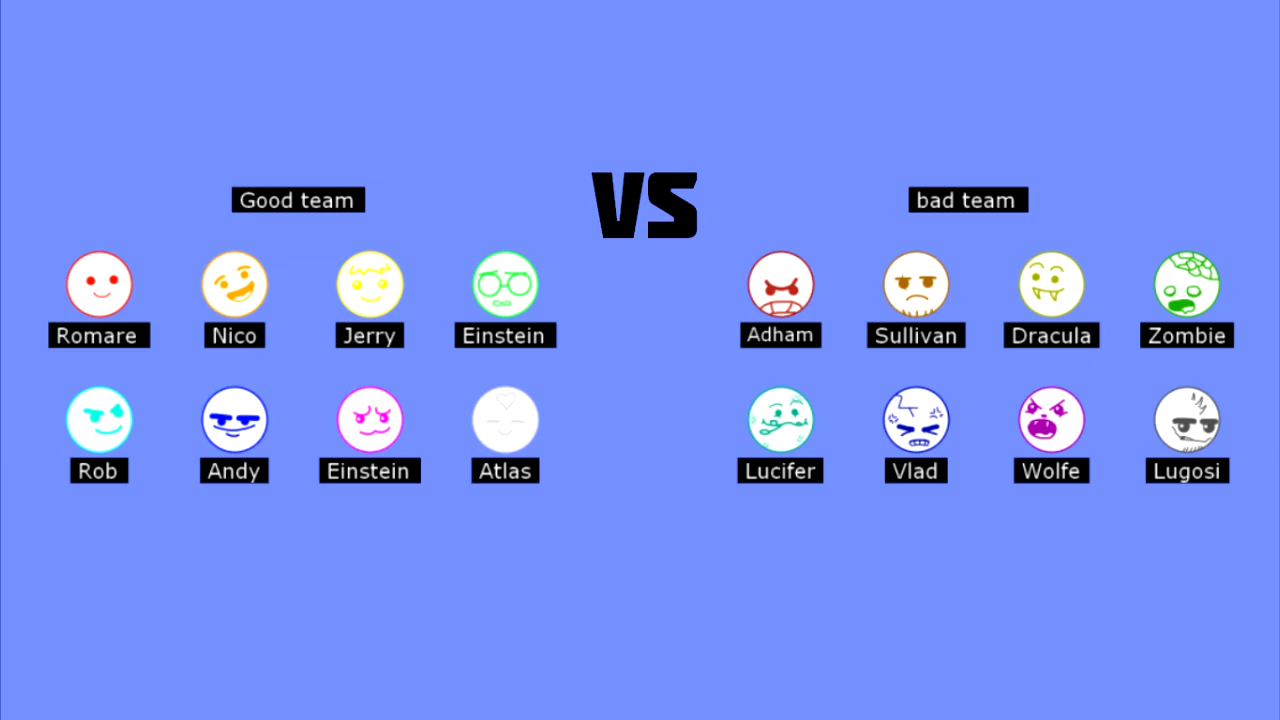 VS
Good team
bad team
Romare
Nico
Jerry
Einstein
Adham
Sullivan
Dracula
Zombie
Rob
Andy
Einstein
Atlas
Lucifer
Vlad
Wolfe
Lugosi